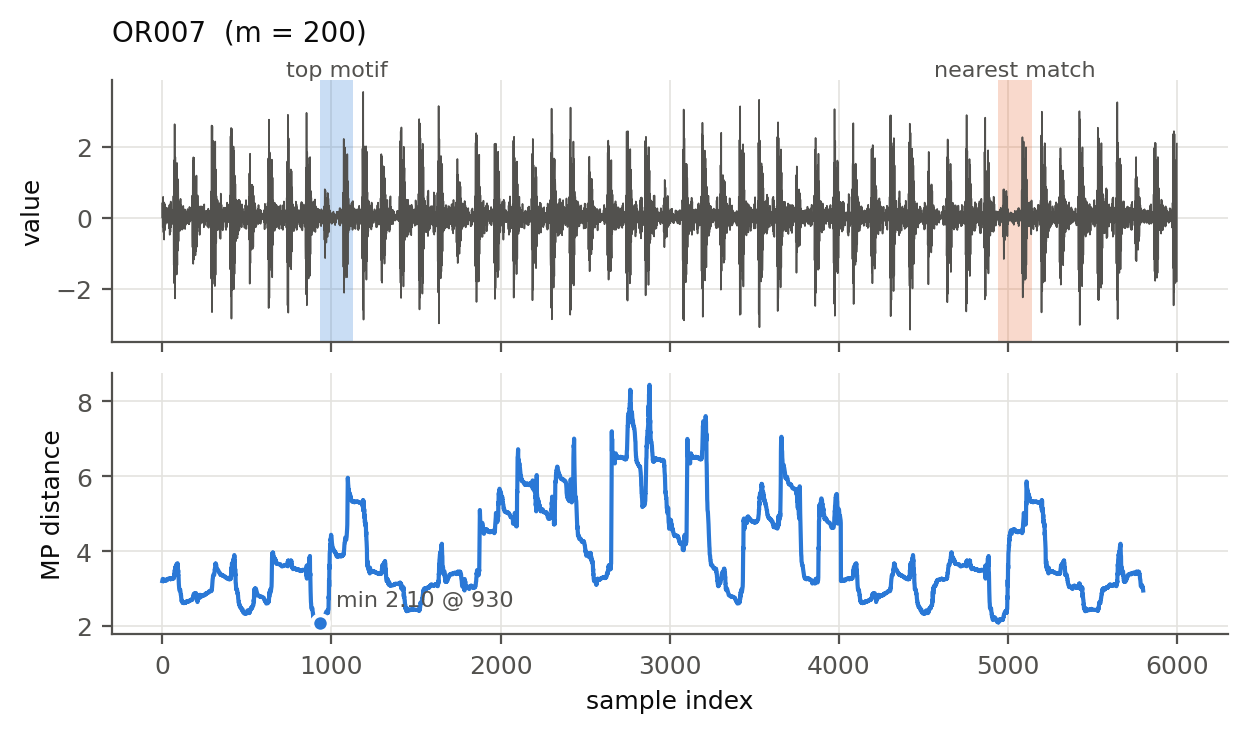 OR007  (m = 200)
top motif
nearest match
value
2
0
−2
MP distance
8
6
4
2
min 2.10 @ 930
0
1000
2000
3000
4000
5000
6000
sample index